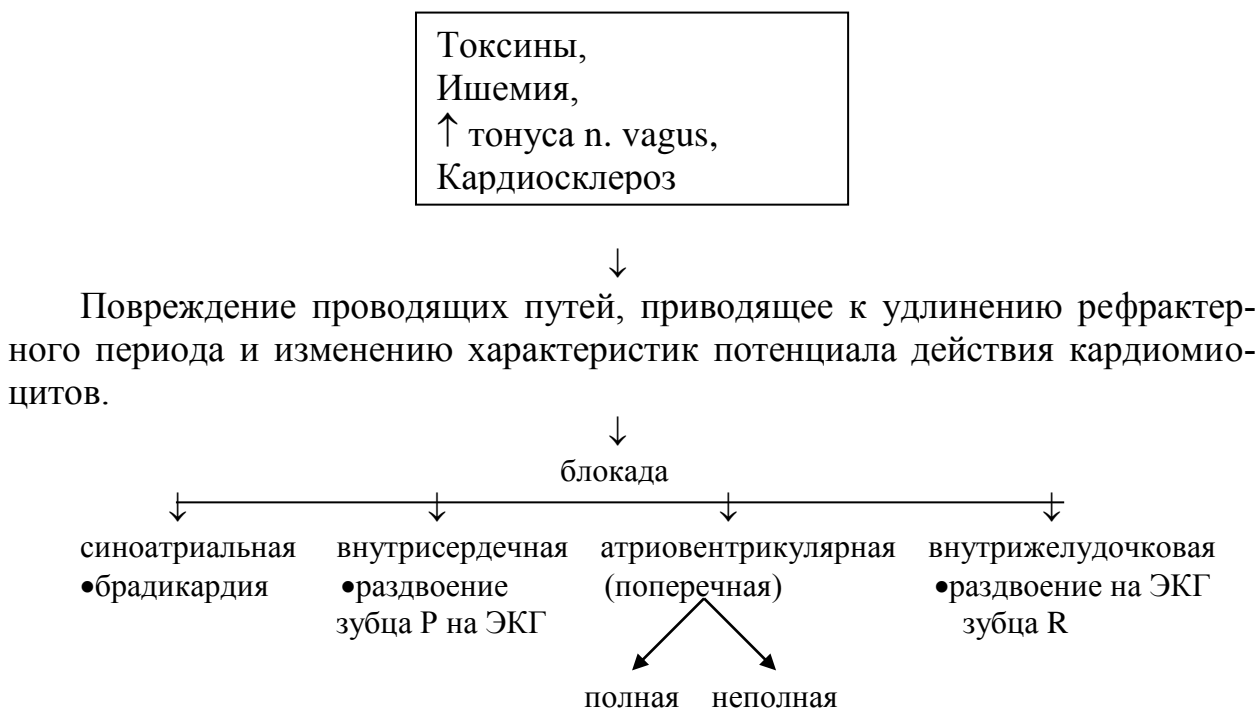 Токсины,
Ишемия,
↑ тонуса n. vagus,
Кардиосклероз
↓
Повреждение проводящих путей, приводящее к удлинению рефрактер-
ного периода и изменению характеристик потенциала действия кардиомио-
цитов.
↓
блокада
синоатриальная внутрисердечная атриовентрикулярная внутрижелудочковая
•брадикардия •раздвоение (поперечная) •раздвоение на ЭКГ
зубца Р на ЭКГ зубца R
полная неполная